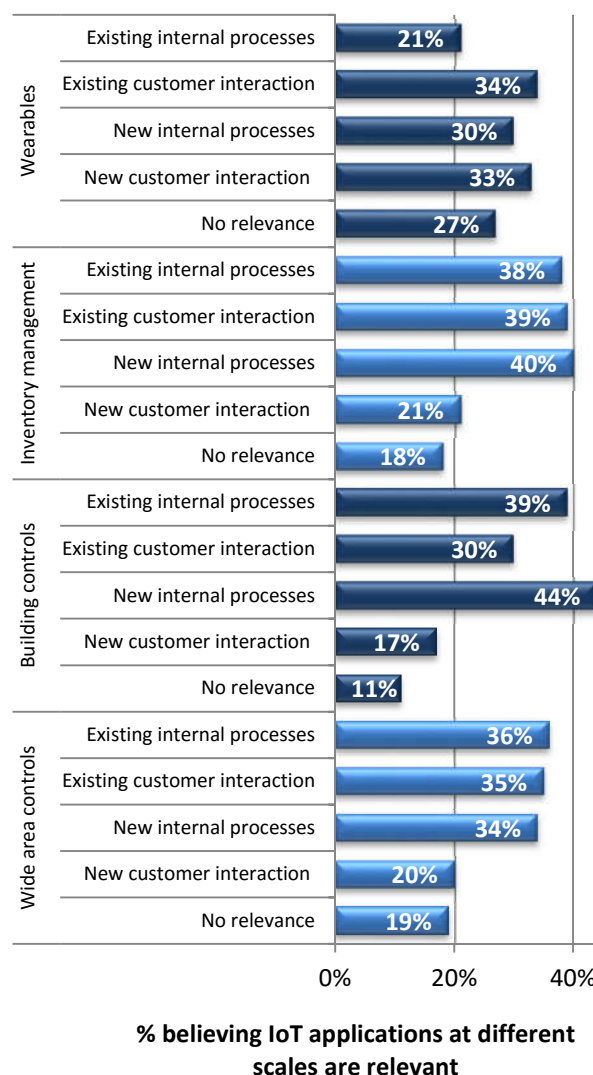 Wearables
Existing internal processes 21%
Existing customer interaction 34%
New internal processes 30%
New customer interaction 33%
No relevance 27%
Inventory management
Existing internal processes 38%
Existing customer interaction 39%
New internal processes 40%
New customer interaction 21%
No relevance 18%
Building controls
Existing internal processes 39%
Existing customer interaction 30%
New internal processes 44%
New customer interaction 17%
No relevance 11%
Wide area controls
Existing internal processes 36%
Existing customer interaction 35%
New internal processes 34%
New customer interaction 20%
No relevance 19%
0% 20% 40%
% believing IoT applications at different
scales are relevant